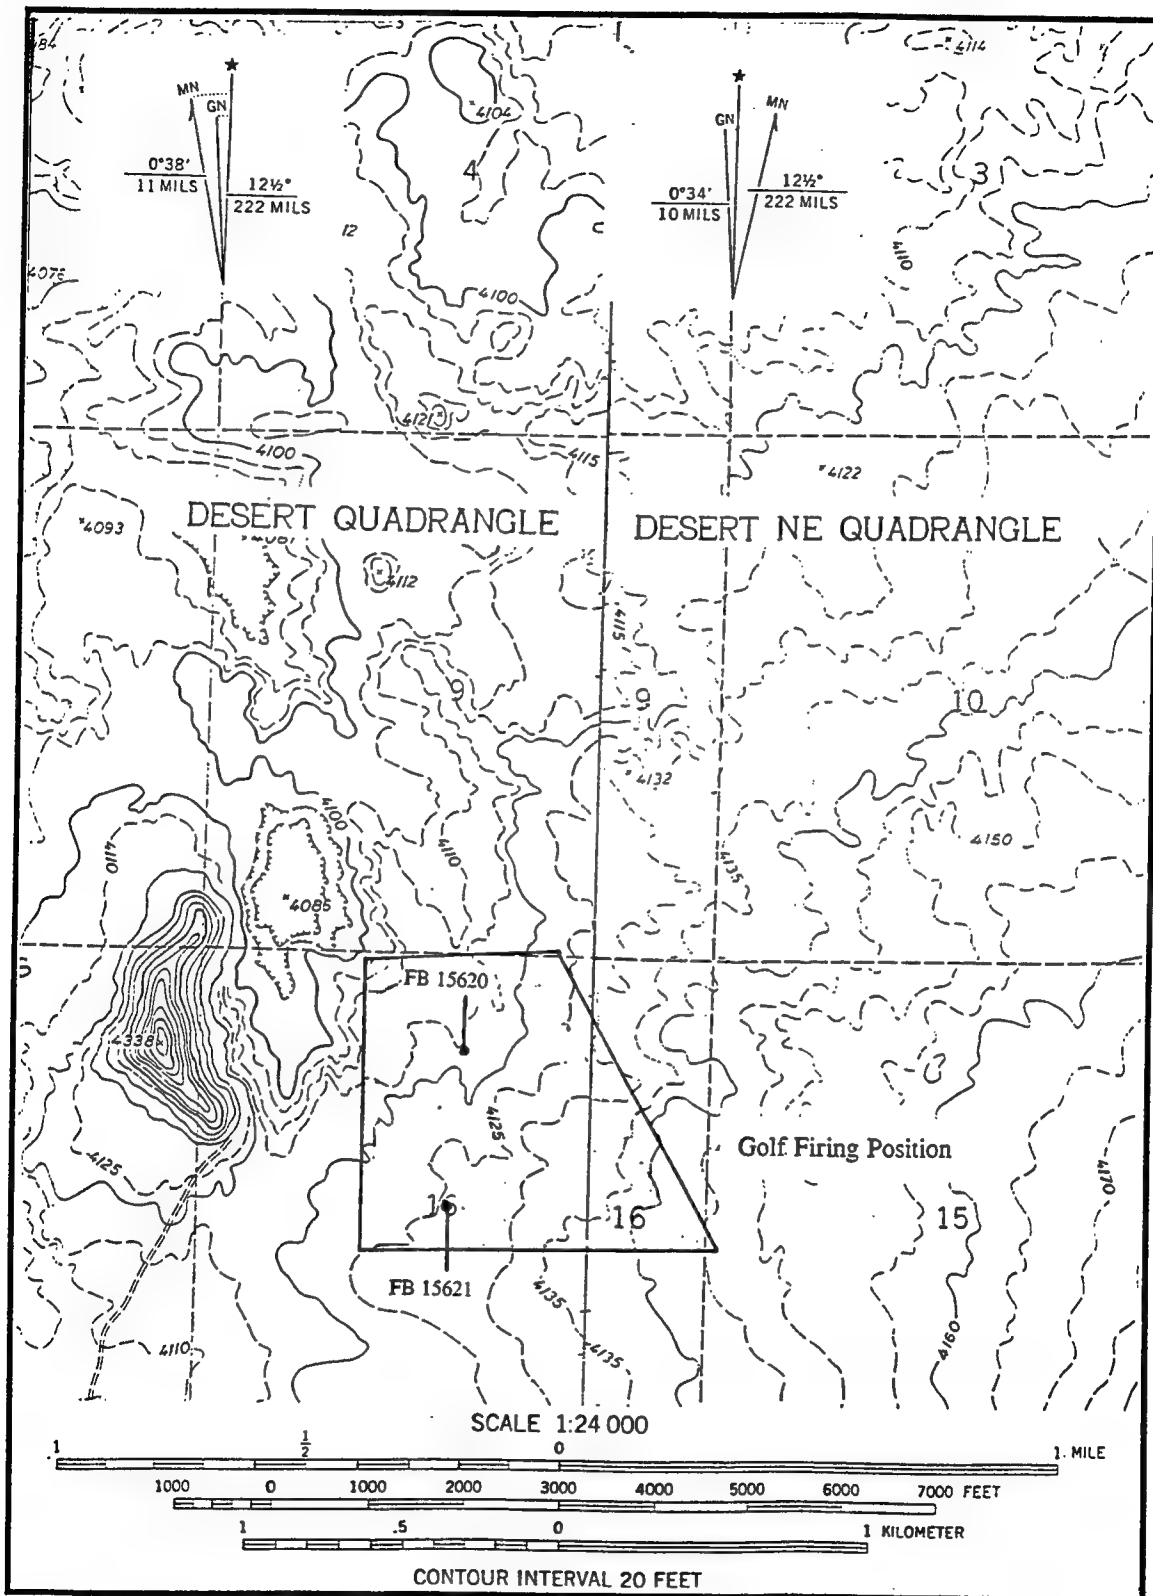 4114
MN
GN
4104
GN
MN
0°38'
11 MILS
12½°
222 MILS
4
0°34'
10 MILS
12½°
222 MILS
3
12
4110
4100
4121
4100
4115
4122
4093
DESERT QUADRANGLE
DESERT NE QUADRANGLE
4112
4115
9
9
10
4132
4100
4110
4110
4135
4150
4086
FB 15620
4338
4125
4125
Golf Firing Position
4170
16
16
15
FB 15621
4135
4110
4135
4160
SCALE 1:24 000
1 ½ 0 1. MILE
1000 0 1000 2000 3000 4000 5000 6000 7000 FEET
1 .5 0 1 KILOMETER
CONTOUR INTERVAL 20 FEET